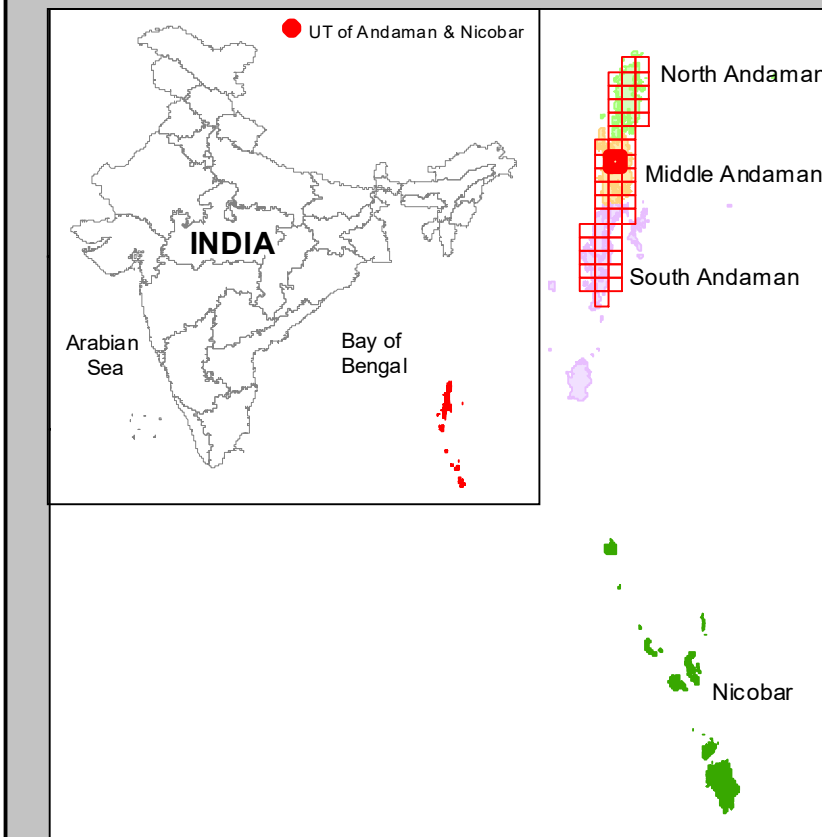 UT of Andaman & Nicobar
North Andaman
Middle Andaman
INDIA
South Andaman
Arabian
Sea
Bay of
Bengal
Nicobar